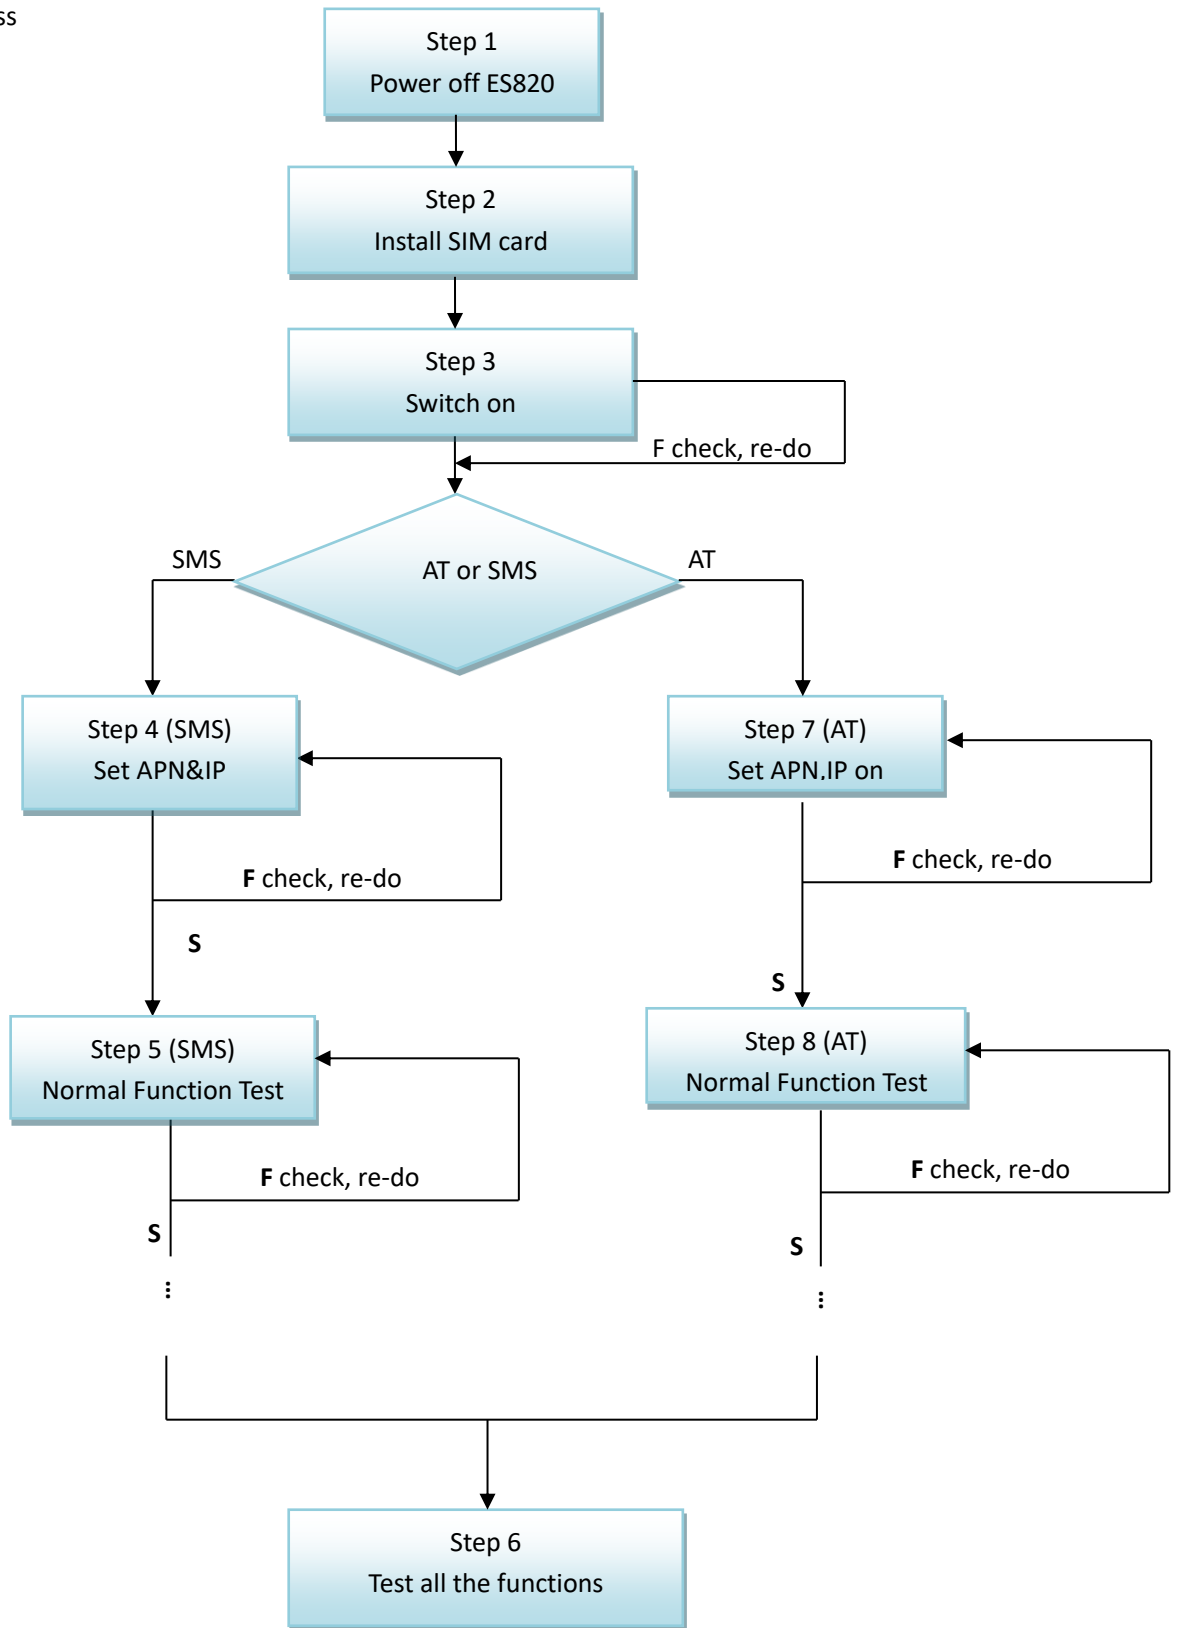 ss
Step 1
Power off ES820
Step 2
Install SIM card
Step 3
Switch on
F check, re-do
SMS
AT or SMS
AT
Step 4 (SMS)
Set APN&IP
Step 7 (AT)
Set APN,IP on
F check, re-do
F check, re-do
S
S
Step 5 (SMS)
Normal Function Test
Step 8 (AT)
Normal Function Test
F check, re-do
F check, re-do
S
S
...
...
Step 6
Test all the functions